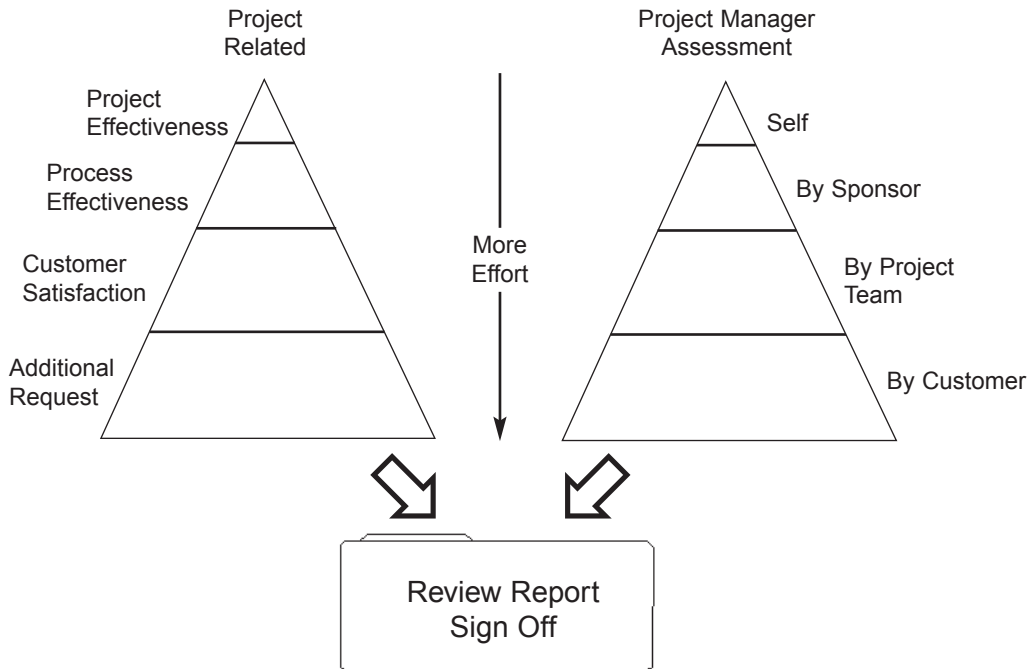 Project
Related
Project Manager
Assessment
Project
Effectiveness
Process
Effectiveness
Customer
Satisfaction
Additional
Request
More
Effort
Self
By Sponsor
By Project
Team
By Customer
Review Report
Sign Off